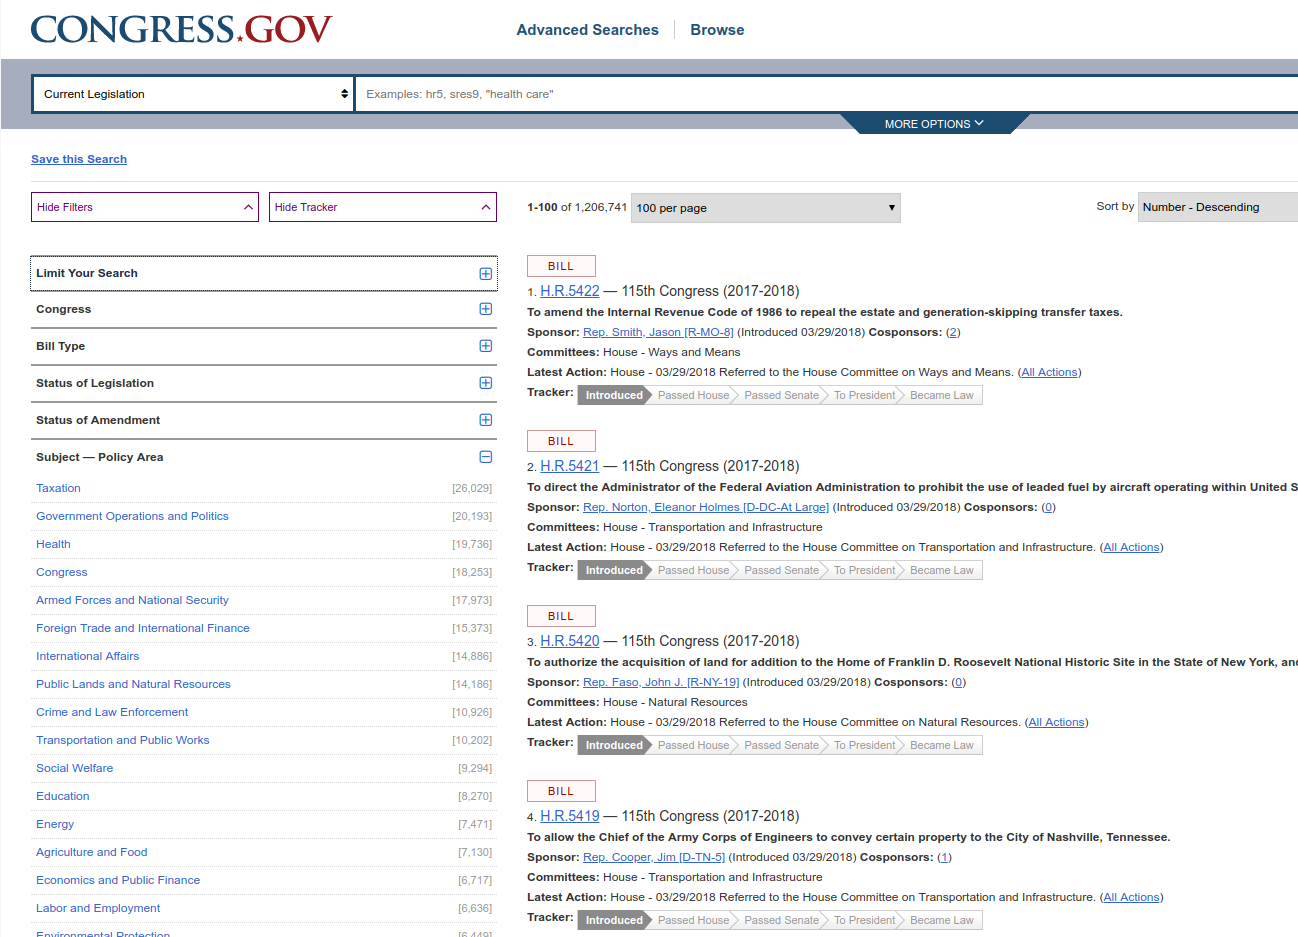 CONGRESS.GOV
Advanced Searches
Browse
Current Legislation
Examples: hr5, sres9, "health care"
MORE OPTIONS
Save this Search
Hide Filters
Hide Tracker
1-100 of 1,206,741
100 per page
Sort by
Number - Descending
Limit Your Search
Congress
Bill Type
Status of Legislation
Status of Amendment
Subject — Policy Area
Taxation [26,029]
Government Operations and Politics [20,193]
Health [19,736]
Congress [18,253]
Armed Forces and National Security [17,973]
Foreign Trade and International Finance [15,373]
International Affairs [14,886]
Public Lands and Natural Resources [14,186]
Crime and Law Enforcement [10,926]
Transportation and Public Works [10,202]
Social Welfare [9,294]
Education [8,270]
Energy [7,471]
Agriculture and Food [7,130]
Economics and Public Finance [6,717]
Labor and Employment [6,636]
Environmental Protection [6,449]
BILL
1. H.R.5422 — 115th Congress (2017-2018)
To amend the Internal Revenue Code of 1986 to repeal the estate and generation-skipping transfer taxes.
Sponsor: Rep. Smith, Jason [R-MO-8] (Introduced 03/29/2018) Cosponsors: (2)
Committees: House - Ways and Means
Latest Action: House - 03/29/2018 Referred to the House Committee on Ways and Means. (All Actions)
Tracker: Introduced Passed House Passed Senate To President Became Law
BILL
2. H.R.5421 — 115th Congress (2017-2018)
To direct the Administrator of the Federal Aviation Administration to prohibit the use of leaded fuel by aircraft operating within United S
Sponsor: Rep. Norton, Eleanor Holmes [D-DC-At Large] (Introduced 03/29/2018) Cosponsors: (0)
Committees: House - Transportation and Infrastructure
Latest Action: House - 03/29/2018 Referred to the House Committee on Transportation and Infrastructure. (All Actions)
Tracker: Introduced Passed House Passed Senate To President Became Law
BILL
3. H.R.5420 — 115th Congress (2017-2018)
To authorize the acquisition of land for addition to the Home of Franklin D. Roosevelt National Historic Site in the State of New York, and
Sponsor: Rep. Faso, John J. [R-NY-19] (Introduced 03/29/2018) Cosponsors: (0)
Committees: House - Natural Resources
Latest Action: House - 03/29/2018 Referred to the House Committee on Natural Resources. (All Actions)
Tracker: Introduced Passed House Passed Senate To President Became Law
BILL
4. H.R.5419 — 115th Congress (2017-2018)
To allow the Chief of the Army Corps of Engineers to convey certain property to the City of Nashville, Tennessee.
Sponsor: Rep. Cooper, Jim [D-TN-5] (Introduced 03/29/2018) Cosponsors: (1)
Committees: House - Transportation and Infrastructure
Latest Action: House - 03/29/2018 Referred to the House Committee on Transportation and Infrastructure. (All Actions)
Tracker: Introduced Passed House Passed Senate To President Became Law